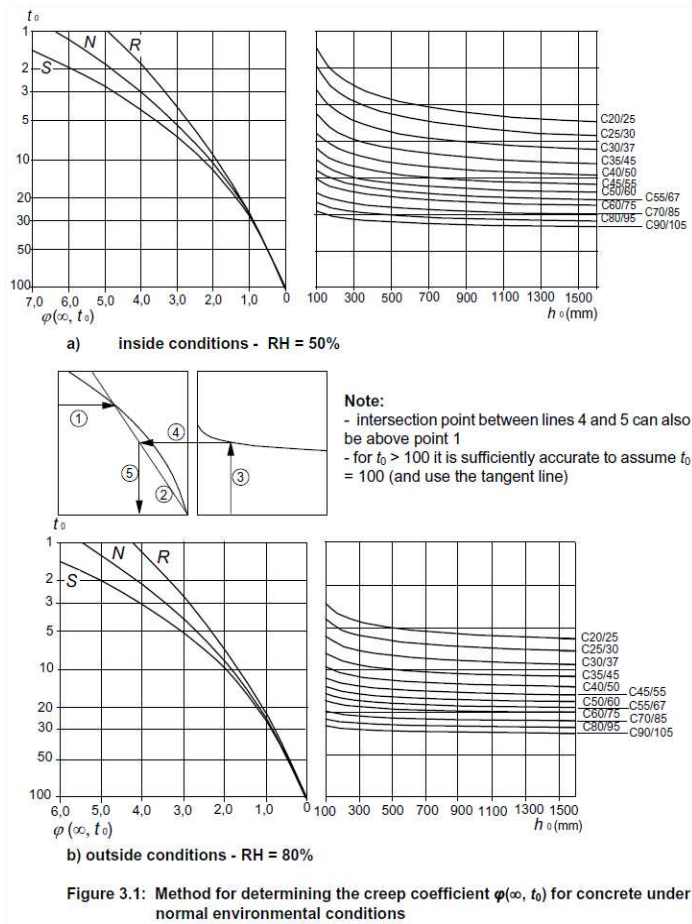 t₀
1
2
3
5
10
20
30
50
100
S
N
R
7,0 6,0 5,0 4,0 3,0 2,0 1,0 0
φ(∞, t₀)
C20/25
C25/30
C30/37
C35/45
C40/50
C45/55
C50/60
C55/67
C60/75
C70/85
C80/95
C90/105
100 300 500 700 900 1100 1300 1500
h₀ (mm)
a) inside conditions - RH = 50%
1
2
3
4
5
Note:
- intersection point between lines 4 and 5 can also
be above point 1
- for t₀ > 100 it is sufficiently accurate to assume t₀
= 100 (and use the tangent line)
t₀
1
2
3
5
10
20
30
50
100
S
N
R
6,0 5,0 4,0 3,0 2,0 1,0 0
φ (∞, t₀)
C20/25
C25/30
C30/37
C35/45
C40/50
C45/55
C50/60
C55/67
C60/75
C70/85
C80/95
C90/105
100 300 500 700 900 1100 1300 1500
h₀ (mm)
b) outside conditions - RH = 80%
Figure 3.1: Method for determining the creep coefficient φ(∞, t₀) for concrete under
normal environmental conditions